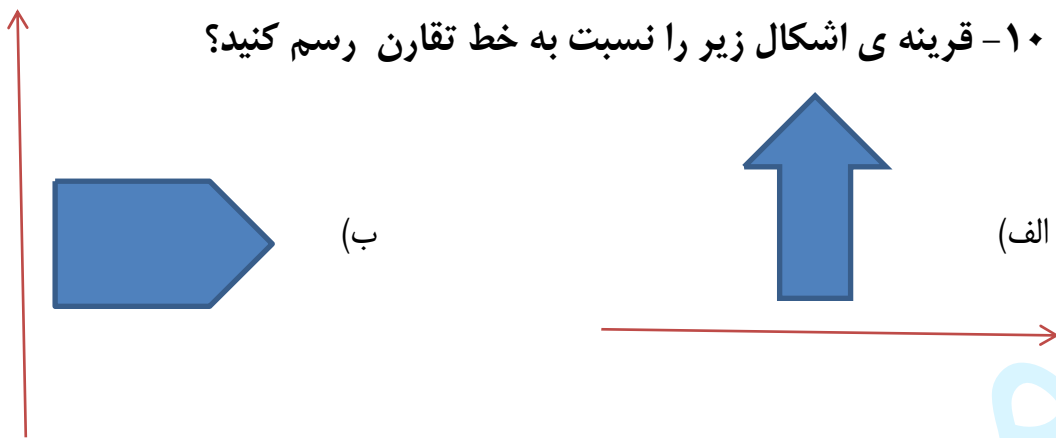 ۱۰- قرینه ی اشکال زیر را نسبت به خط تقارن رسم کنید؟
الف)
ب)